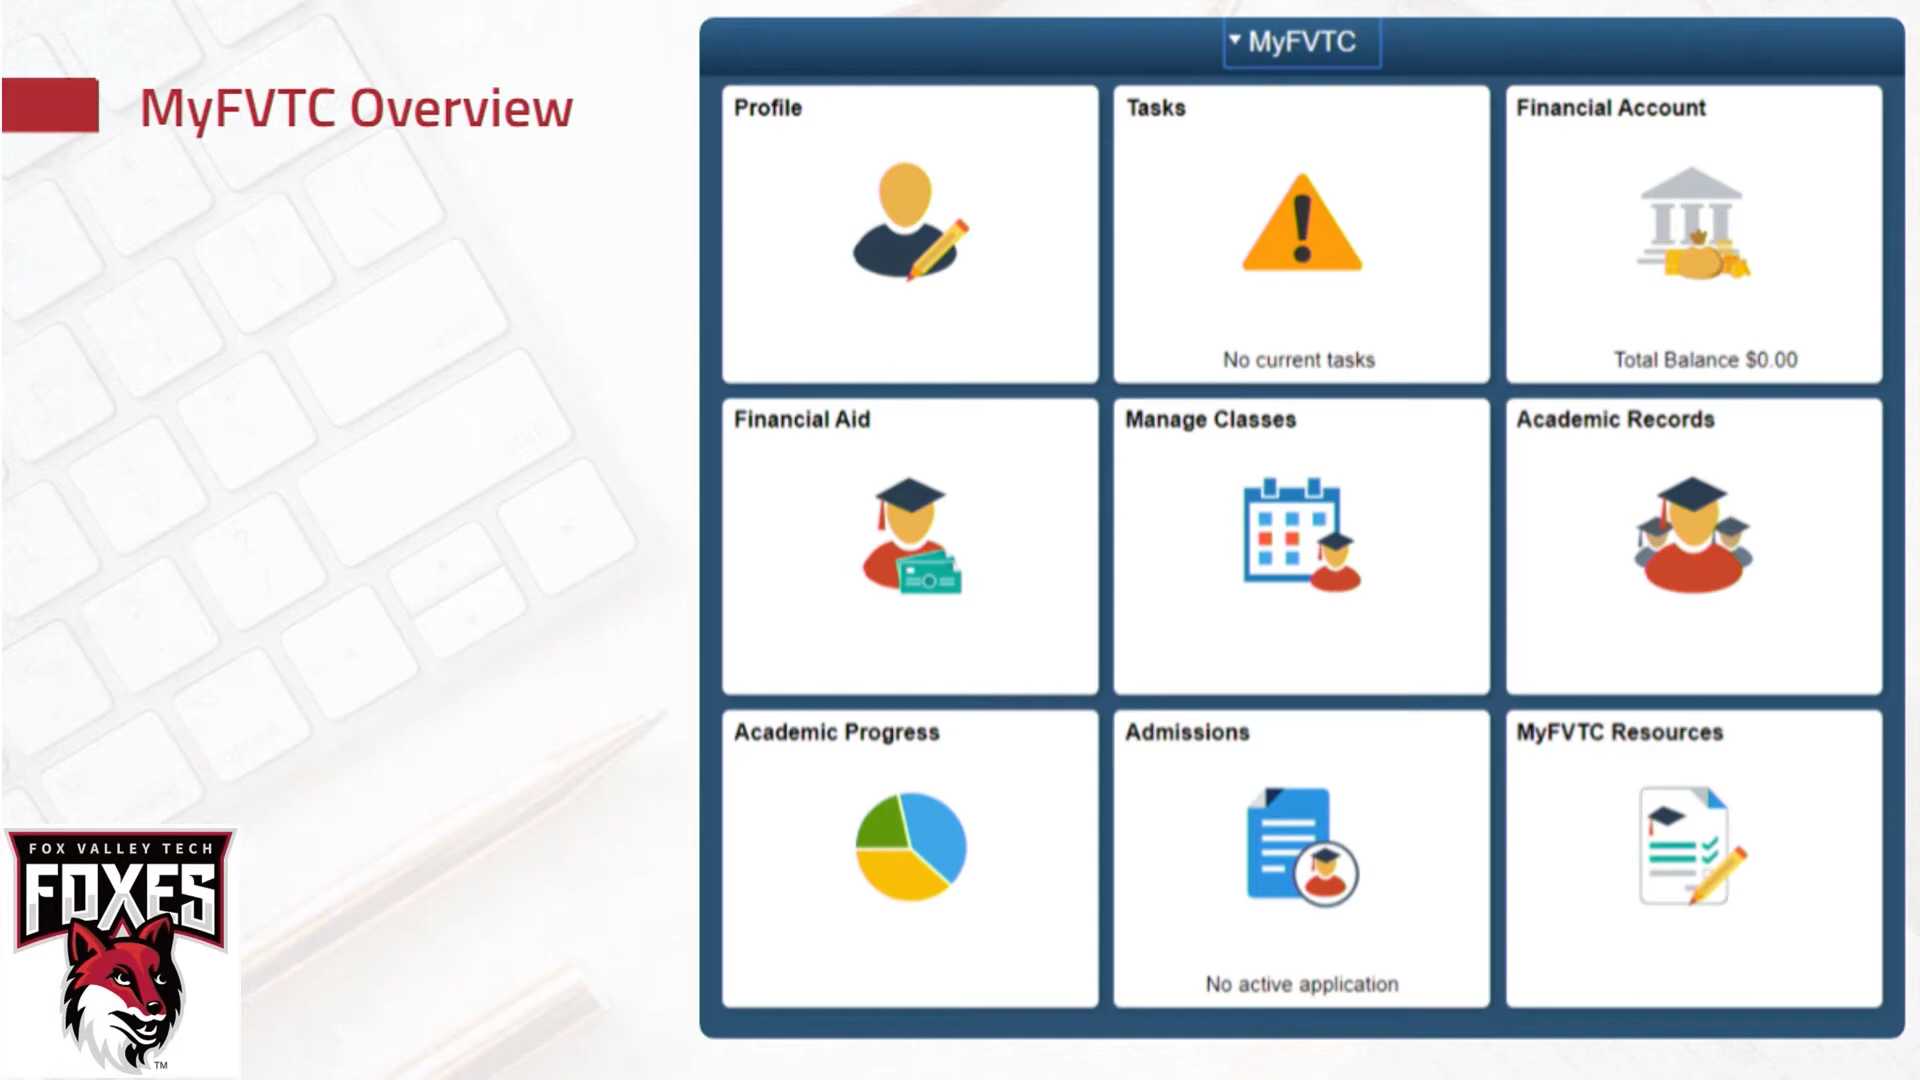 MyFVTC Overview
MyFVTC
Profile
Tasks
No current tasks
Financial Account
Total Balance $0.00
Financial Aid
Manage Classes
Academic Records
Academic Progress
Admissions
No active application
MyFVTC Resources
FOX VALLEY TECH
FOXES
TM